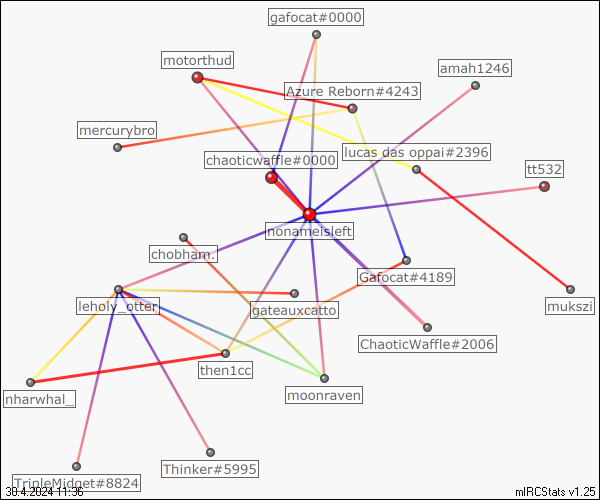 gafocat#0000
motorthud
amah1246
Azure Reborn#4243
mercurybro
lucas das oppai#2396
chaoticwaffle#0000
tt532
nonameisleft
chobham.
Gafocat#4189
leholy_otter
gateauxcatto
mukszi
ChaoticWaffle#2006
then1cc
moonraven
nharwhal_
Thinker#5995
TripleMidget#8824
30.4.2024 11:36
mIRCStats v1.25